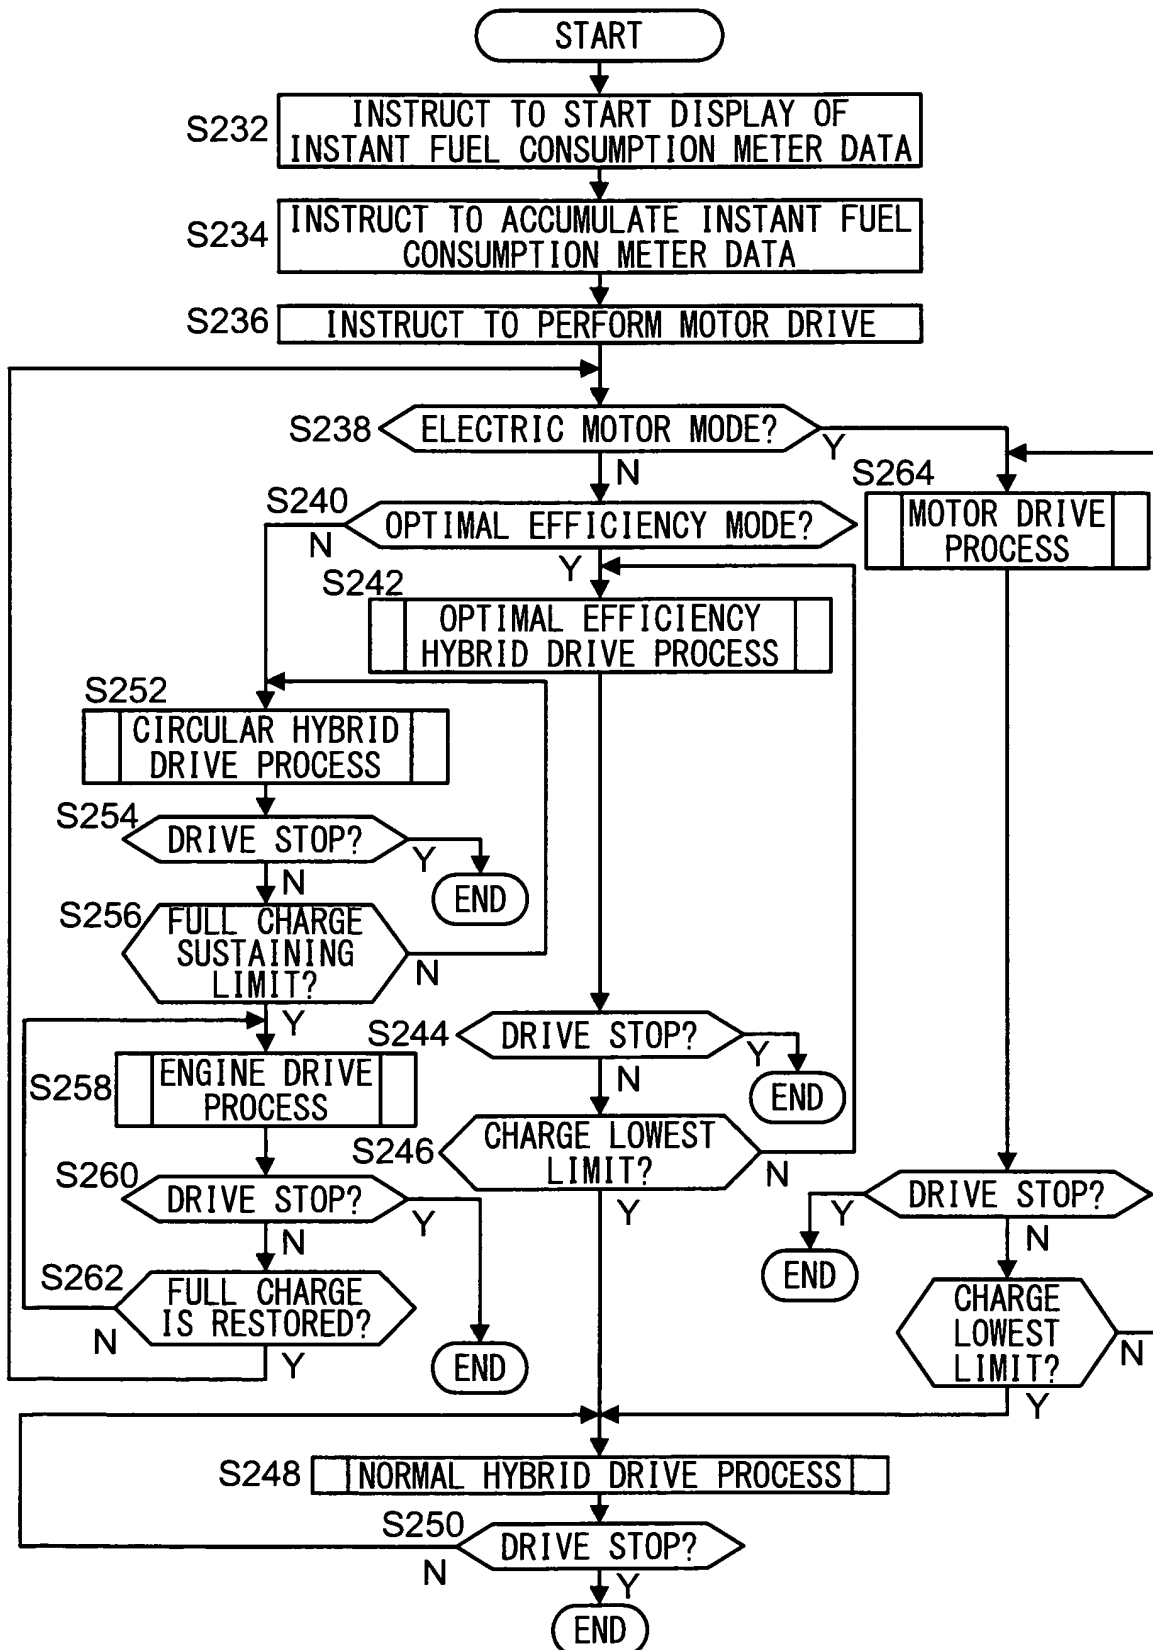 START
S232
INSTRUCT TO START DISPLAY OF
INSTANT FUEL CONSUMPTION METER DATA
S234
INSTRUCT TO ACCUMULATE INSTANT FUEL
CONSUMPTION METER DATA
S236
INSTRUCT TO PERFORM MOTOR DRIVE
S238
ELECTRIC MOTOR MODE?
Y
N
S264
MOTOR DRIVE
PROCESS
S240
OPTIMAL EFFICIENCY MODE?
N
Y
S242
OPTIMAL EFFICIENCY
HYBRID DRIVE PROCESS
S252
CIRCULAR HYBRID
DRIVE PROCESS
S254
DRIVE STOP?
Y
N
END
S256
FULL CHARGE
SUSTAINING
LIMIT?
N
Y
S244
DRIVE STOP?
Y
N
END
S258
ENGINE DRIVE
PROCESS
S246
CHARGE LOWEST
LIMIT?
N
Y
S260
DRIVE STOP?
Y
N
DRIVE STOP?
Y
N
END
S262
FULL CHARGE
IS RESTORED?
N
Y
END
CHARGE
LOWEST
LIMIT?
N
Y
S248
NORMAL HYBRID DRIVE PROCESS
S250
DRIVE STOP?
N
Y
END